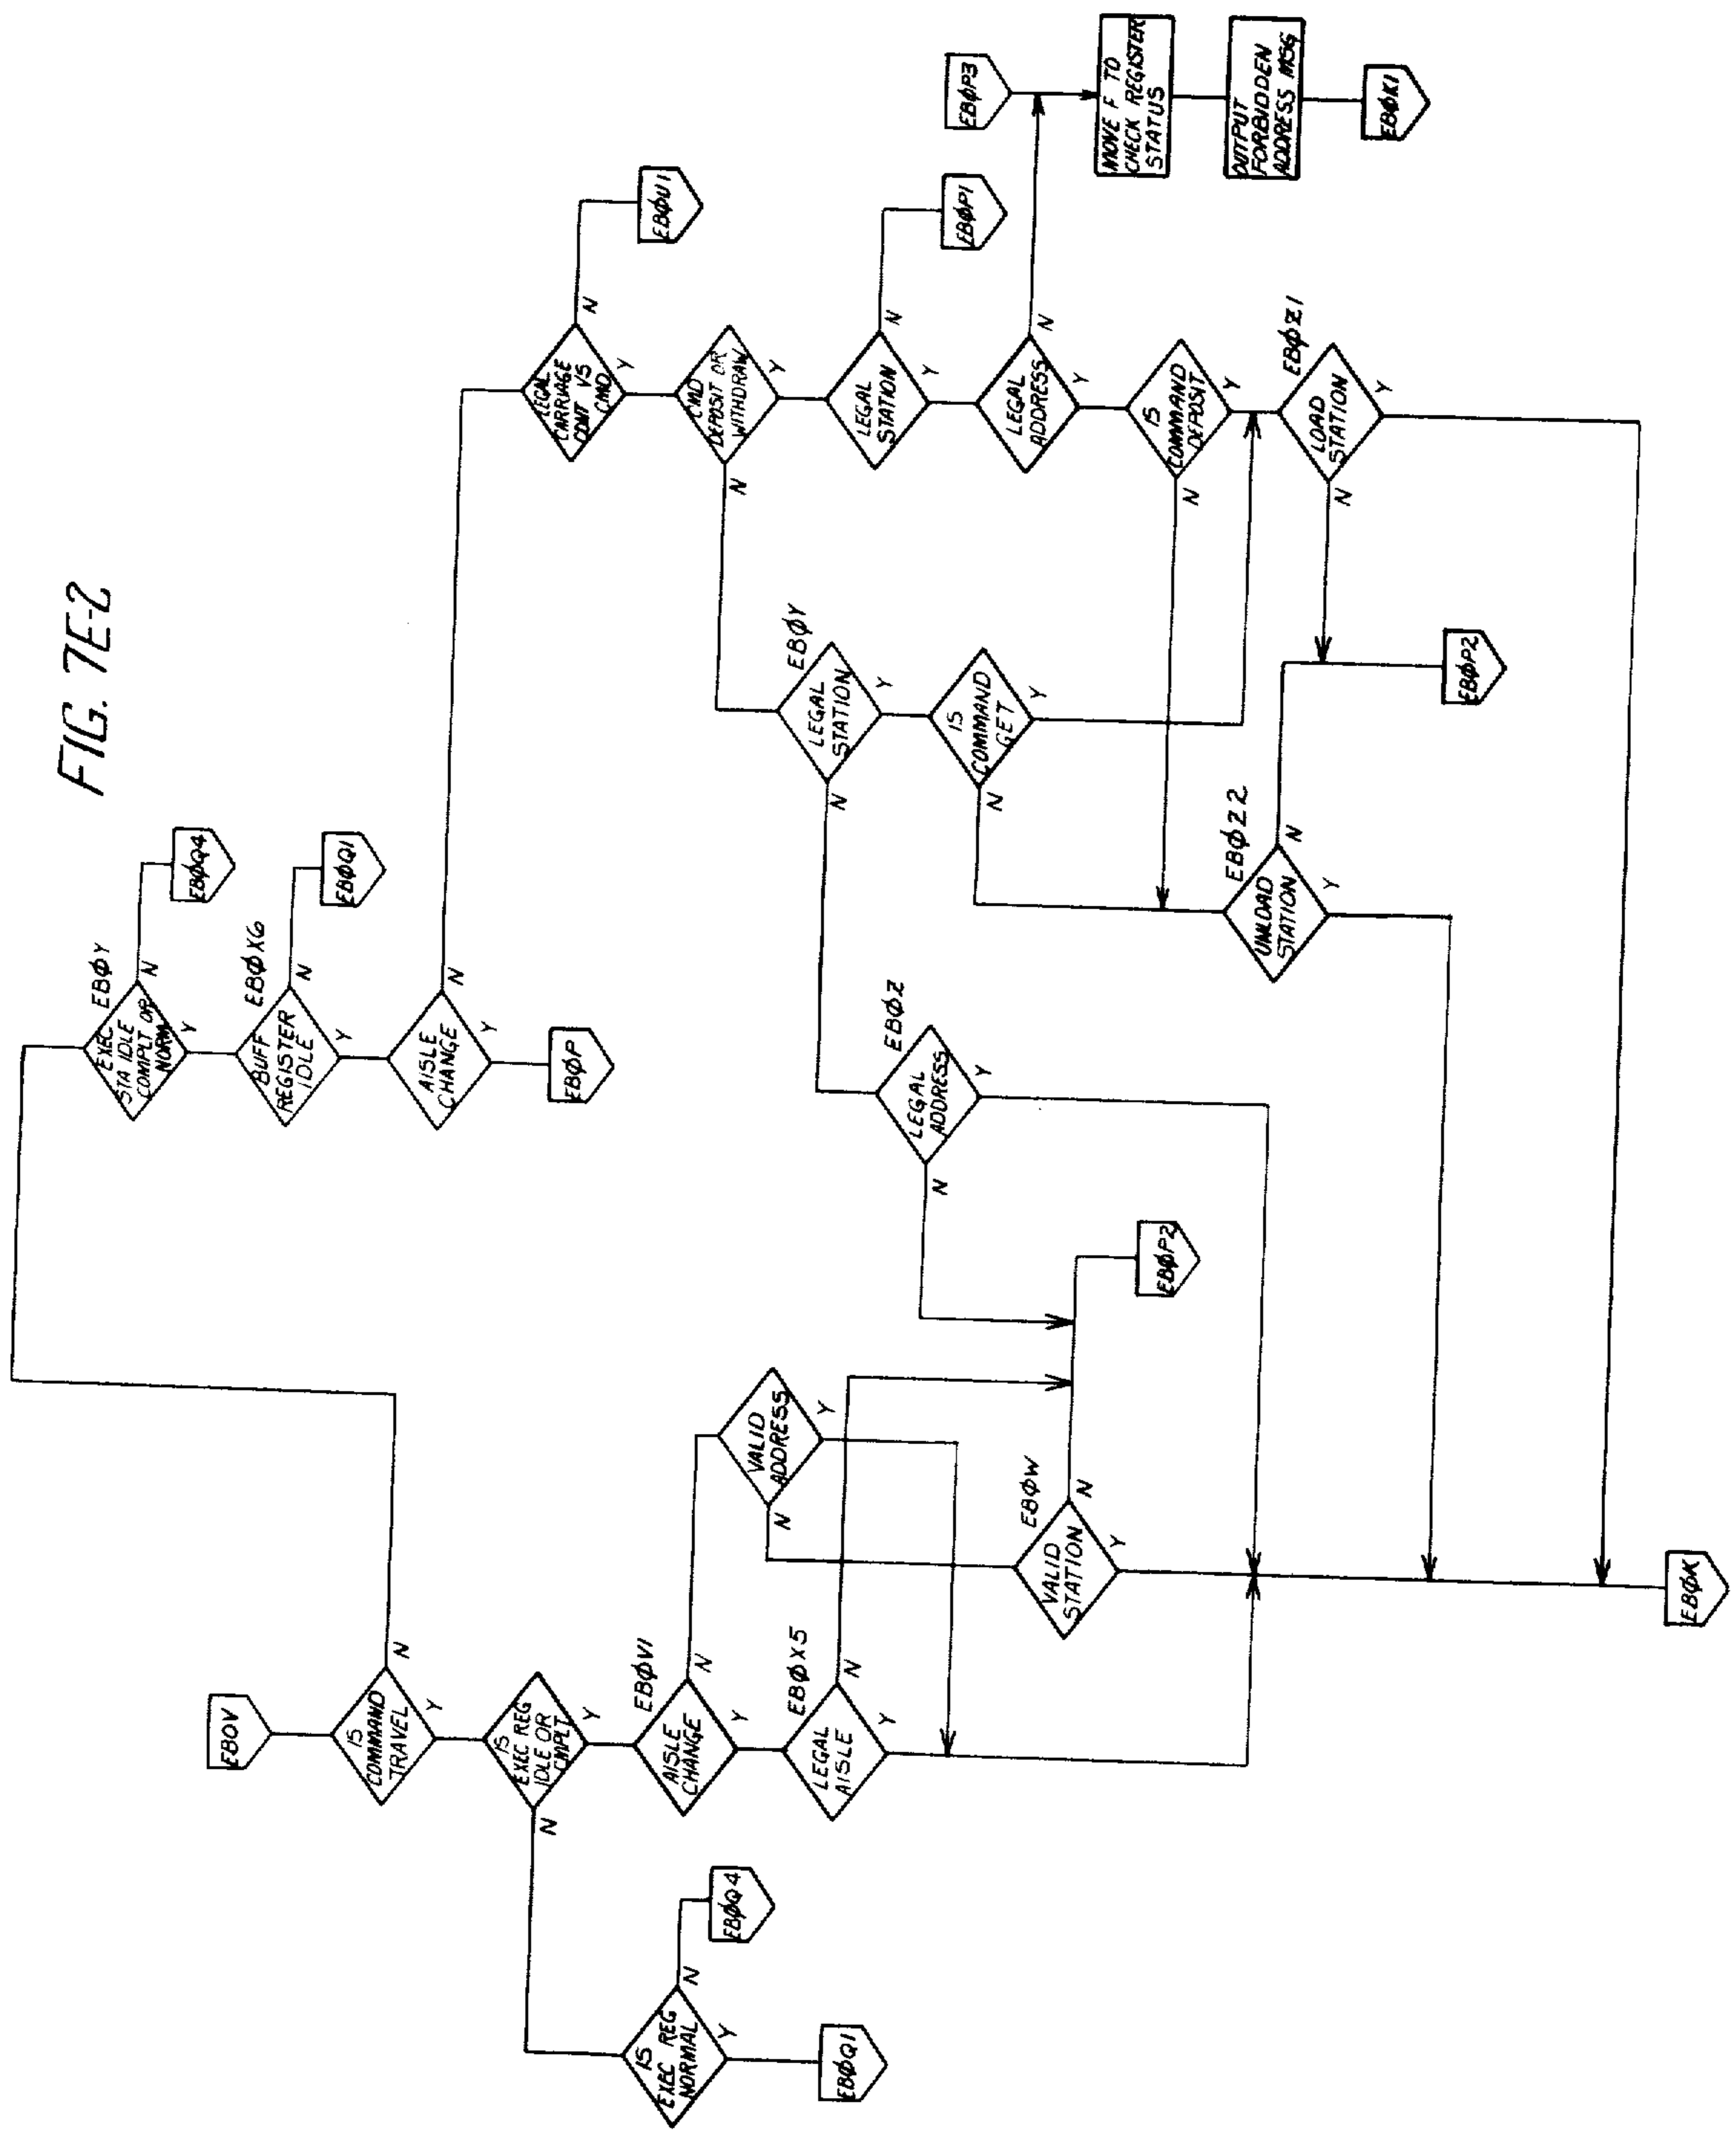 FIG. 7E-2
EBOV
IS
COMMAND
TRAVEL
N
Y
IS
EXEC REG
IDLE OR
CMPLT
N
Y
IS
EXEC REG
NORMAL
N
Y
EBØQ4
EBØQ1
EBØV1
AISLE
CHANGE
N
Y
EBØX5
LEGAL
AISLE
N
Y
VALID
ADDRESS
N
Y
EBØW
VALID
STATION
N
Y
EBØP2
EBØK
EBØY
EXEC
STA IDLE
COMPLT OR
NORM
N
Y
EBØQ4
EBØX6
BUFF
REGISTER
IDLE
N
Y
EBØQ1
AISLE
CHANGE
N
Y
EBØP
LEGAL
CARRIAGE
CONT VS
CMD
N
Y
EBØU1
CMD
DEPOSIT OR
WITHDRAW
N
Y
LEGAL
STATION
N
Y
EBØP1
LEGAL
ADDRESS
N
Y
EBØP3
MOVE F TO
CHECK REGISTER
STATUS
OUTPUT
FORBIDDEN
ADDRESS MSG
EBØK1
IS
COMMAND
DEPOSIT
N
Y
EBØZ1
LOAD
STATION
N
Y
EBØY
LEGAL
STATION
N
Y
IS
COMMAND
GET
N
Y
EBØZ
LEGAL
ADDRESS
N
Y
EBØZ2
UNLOAD
STATION
N
Y
EBØP2